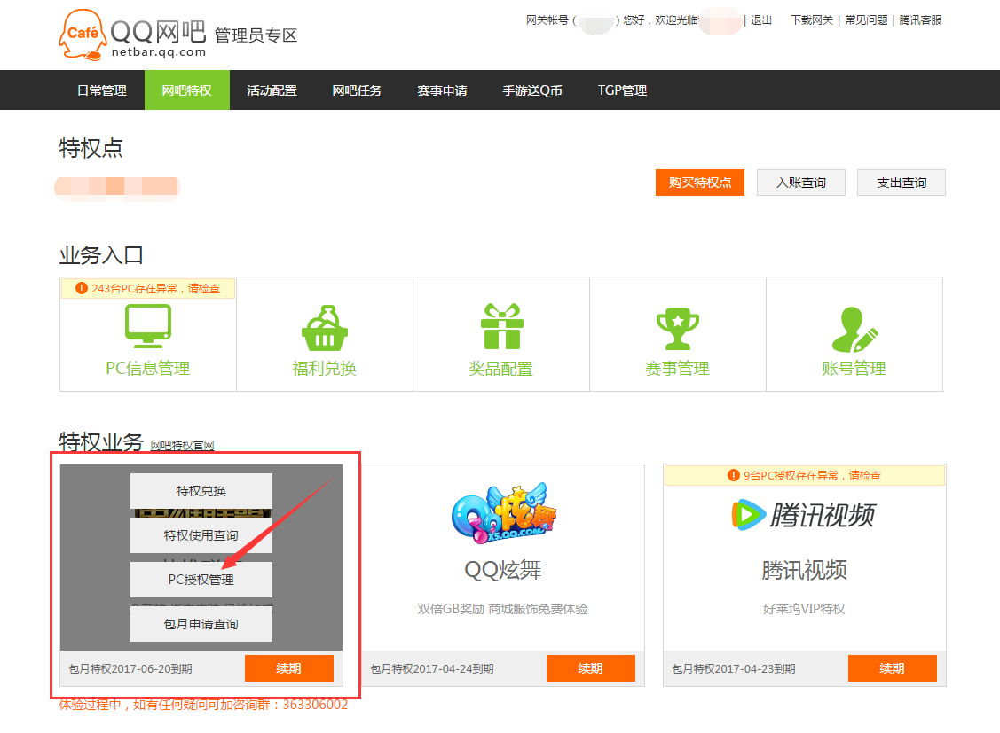 Café QQ网吧 管理员专区
netbar.qq.com
网关帐号 ( ) 您好，欢迎光临 | 退出 下载网关 | 常见问题 | 腾讯客服
日常管理 网吧特权 活动配置 网吧任务 赛事申请 手游送Q币 TGP管理
特权点
购买特权点 入账查询 支出查询
业务入口
243台PC存在异常，请检查
PC信息管理 福利兑换 奖品配置 赛事管理 账号管理
特权业务 网吧特权官网
特权兑换
特权使用查询
PC授权管理
包月申请查询
包月特权2017-06-20到期 续期
QQ炫舞
X5.QQ.COM
QQ炫舞
双倍GB奖励 商城服饰免费体验
包月特权2017-04-24到期 续期
9台PC授权存在异常，请检查
腾讯视频
腾讯视频
好莱坞VIP特权
包月特权2017-04-23到期 续期
体验过程中，如有任何疑问可加咨询群：363306002